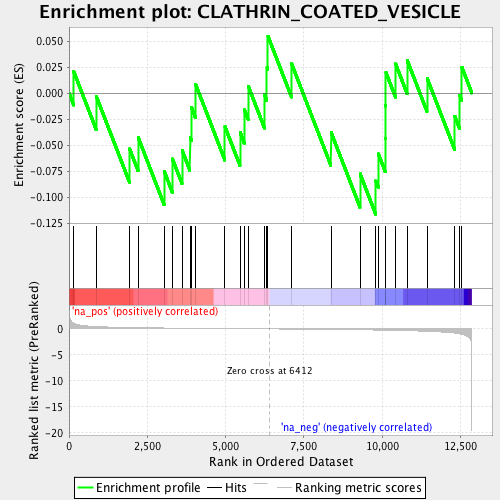 Enrichment plot: CLATHRIN_COATED_VESICLE
Enrichment score (ES)
0.050
0.025
0.000
-0.025
-0.050
-0.075
-0.100
-0.125
'na_pos' (positively correlated)
Ranked list metric (PreRanked)
0
-5
-10
-15
-20
Zero cross at 6412
'na_neg' (negatively correlated)
0 2,500 5,000 7,500 10,000 12,500
Rank in Ordered Dataset
Enrichment profile Hits Ranking metric scores